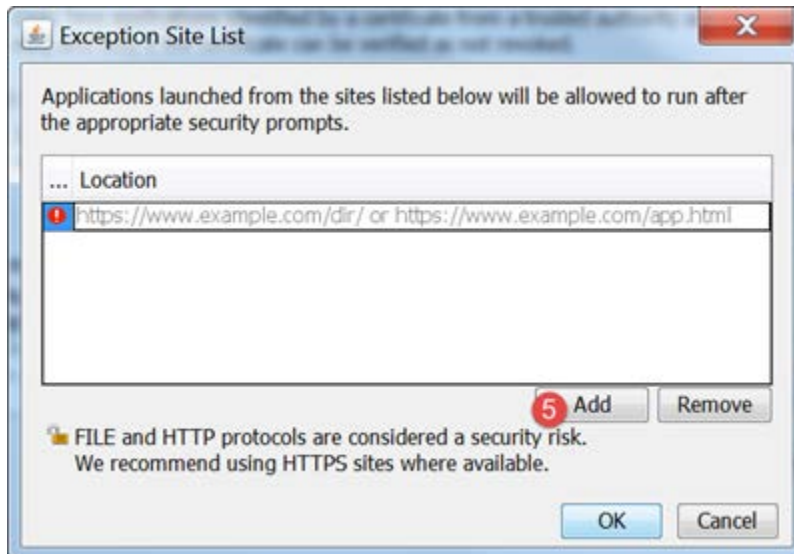 Exception Site List
Applications launched from the sites listed below will be allowed to run after
the appropriate security prompts.
... Location
https://www.example.com/dir/ or https://www.example.com/app.html
5 Add Remove
FILE and HTTP protocols are considered a security risk.
We recommend using HTTPS sites where available.
OK Cancel